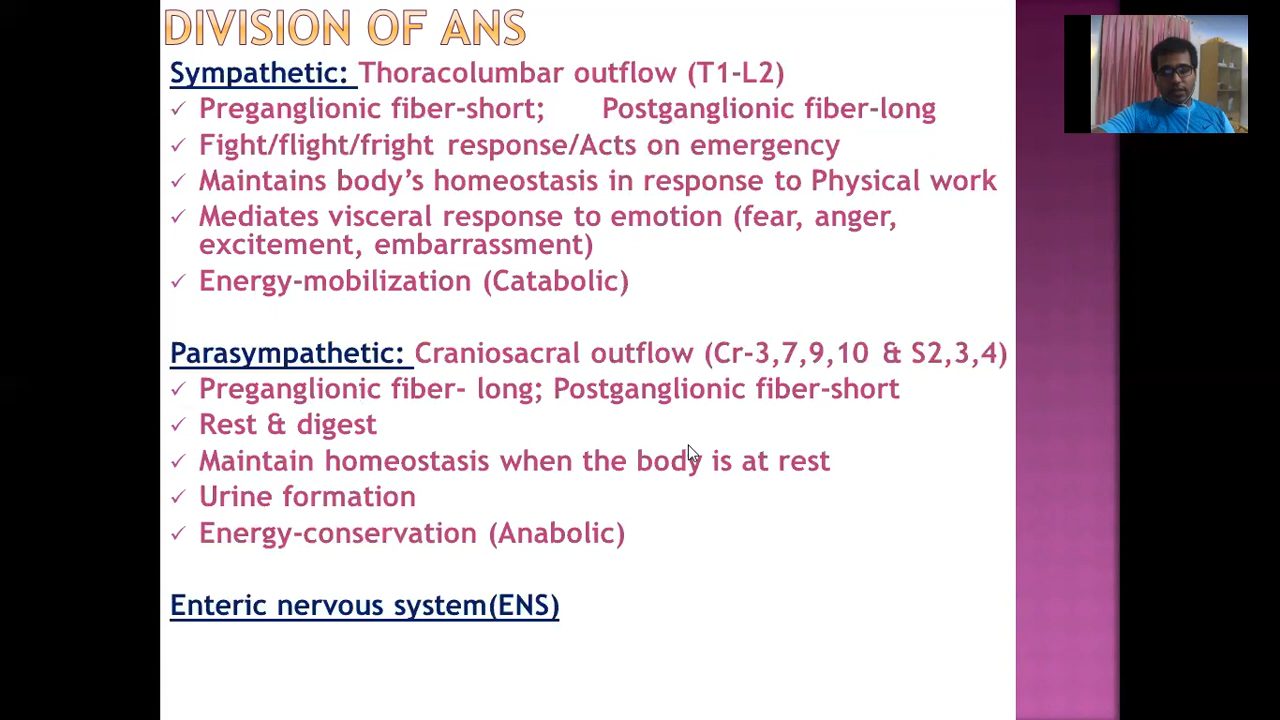 DIVISION OF ANS
Sympathetic: Thoracolumbar outflow (T1-L2)
✓ Preganglionic fiber-short; Postganglionic fiber-long
✓ Fight/flight/fright response/Acts on emergency
✓ Maintains body’s homeostasis in response to Physical work
✓ Mediates visceral response to emotion (fear, anger,
excitement, embarrassment)
✓ Energy-mobilization (Catabolic)
Parasympathetic: Craniosacral outflow (Cr-3,7,9,10 & S2,3,4)
✓ Preganglionic fiber- long; Postganglionic fiber-short
✓ Rest & digest
✓ Maintain homeostasis when the body is at rest
✓ Urine formation
✓ Energy-conservation (Anabolic)
Enteric nervous system(ENS)